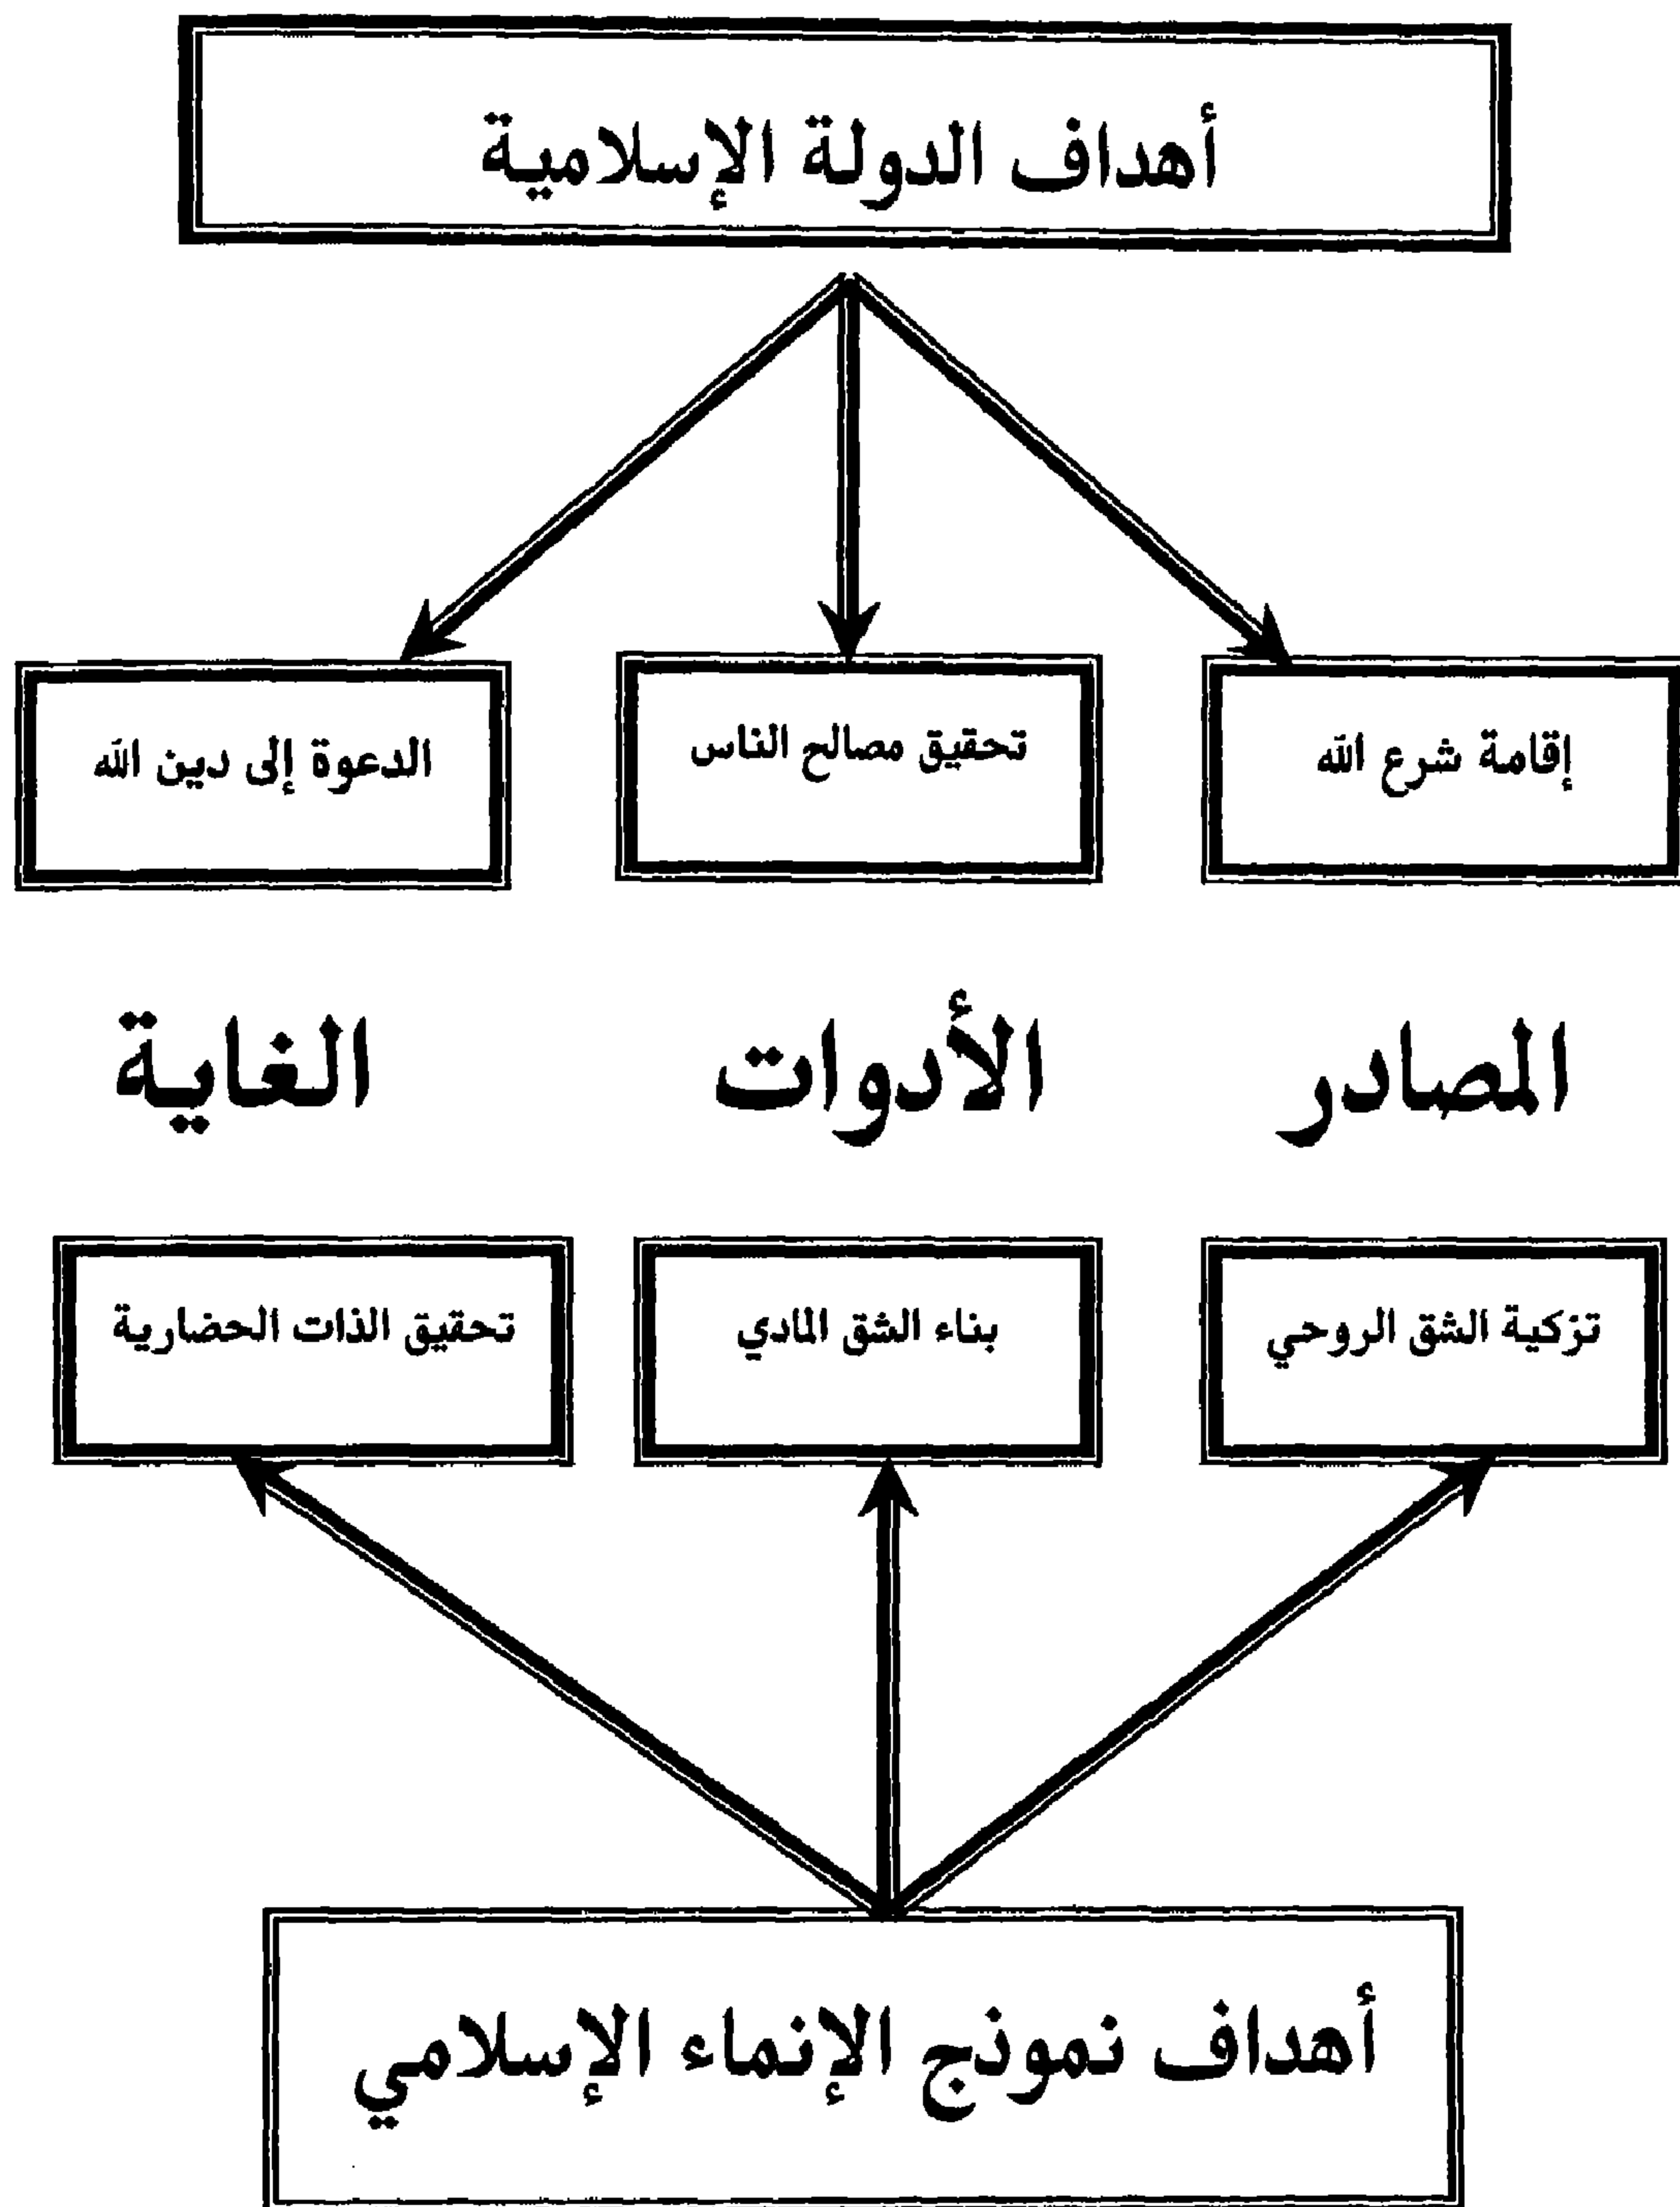 أهداف الدولة الإسلامية
إقامة شرع الله
تحقيق مصالح الناس
الدعوة إلى دين الله
المصادر
الأدوات
الغاية
تزكية الشق الروحي
بناء الشق المادي
تحقيق الذات الحضارية
أهداف نموذج الإنماء الإسلامي